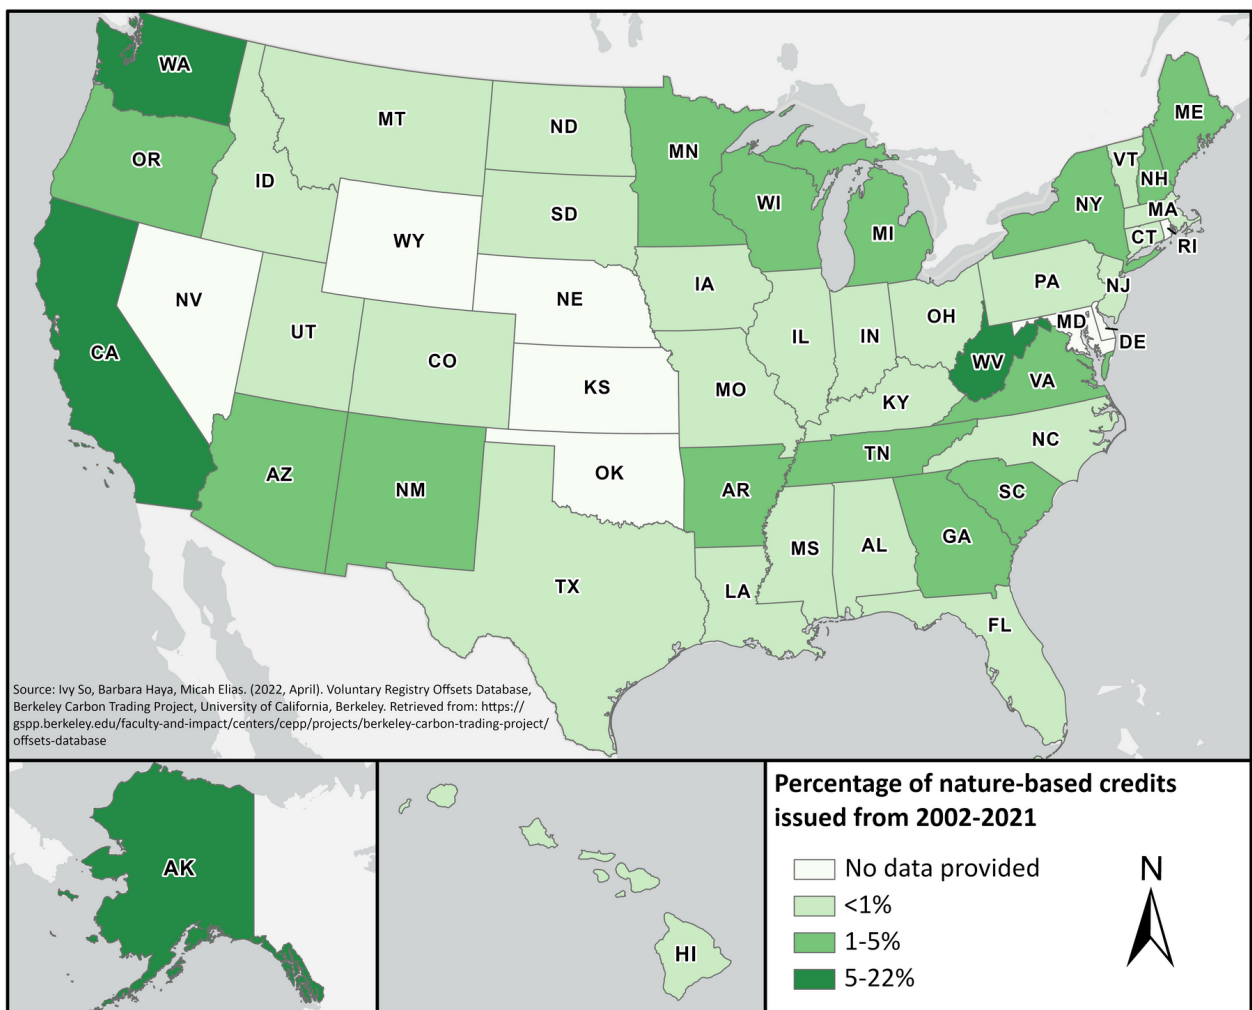 WA
MT
ND
MN
ME
OR
ID
VT
NH
SD
WI
NY
MI
MA
CT
RI
WY
NV
NE
IA
PA
NJ
UT
CO
IL
IN
OH
MD
DE
CA
WV
VA
KS
MO
KY
NC
AZ
NM
OK
AR
TN
SC
GA
MS
AL
TX
LA
FL
Source: Ivy So, Barbara Haya, Micah Elias. (2022, April). Voluntary Registry Offsets Database,
Berkeley Carbon Trading Project, University of California, Berkeley. Retrieved from: https://
gspp.berkeley.edu/faculty-and-impact/centers/cepp/projects/berkeley-carbon-trading-project/
offsets-database
AK
HI
Percentage of nature-based credits
issued from 2002-2021
No data provided
<1%
1-5%
5-22%
N